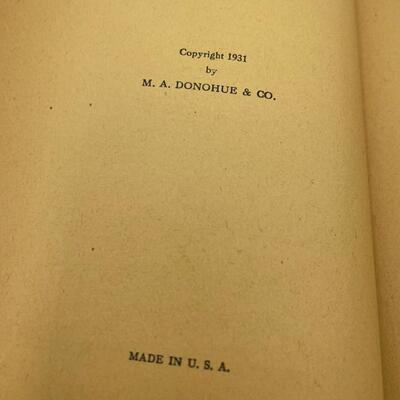 Copyright 1931
by
M. A. DONOHUE & CO.
MADE IN U. S. A.